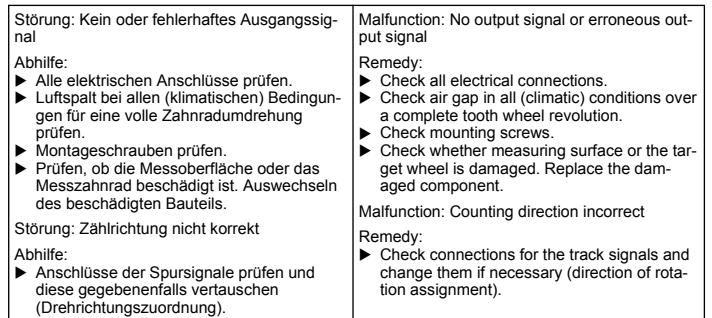 Störung: Kein oder fehlerhaftes Ausgangssig-
nal
Abhilfe:
▶ Alle elektrischen Anschlüsse prüfen.
▶ Luftspalt bei allen (klimatischen) Bedingun-
gen für eine volle Zahnradumdrehung
prüfen.
▶ Montageschrauben prüfen.
▶ Prüfen, ob die Messoberfläche oder das
Messzahnrad beschädigt ist. Auswechseln
des beschädigten Bauteils.
Störung: Zählrichtung nicht korrekt
Abhilfe:
▶ Anschlüsse der Spursignale prüfen und
diese gegebenenfalls vertauschen
(Drehrichtungszuordnung).
Malfunction: No output signal or erroneous out-
put signal
Remedy:
▶ Check all electrical connections.
▶ Check air gap in all (climatic) conditions over
a complete tooth wheel revolution.
▶ Check mounting screws.
▶ Check whether measuring surface or the tar-
get wheel is damaged. Replace the dam-
aged component.
Malfunction: Counting direction incorrect
Remedy:
▶ Check connections for the track signals and
change them if necessary (direction of rota-
tion assignment).